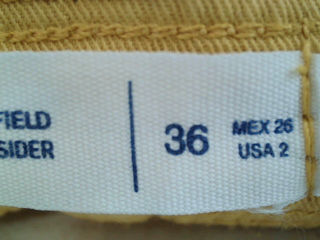 FIELD
SIDER
36
MEX 26
USA 2